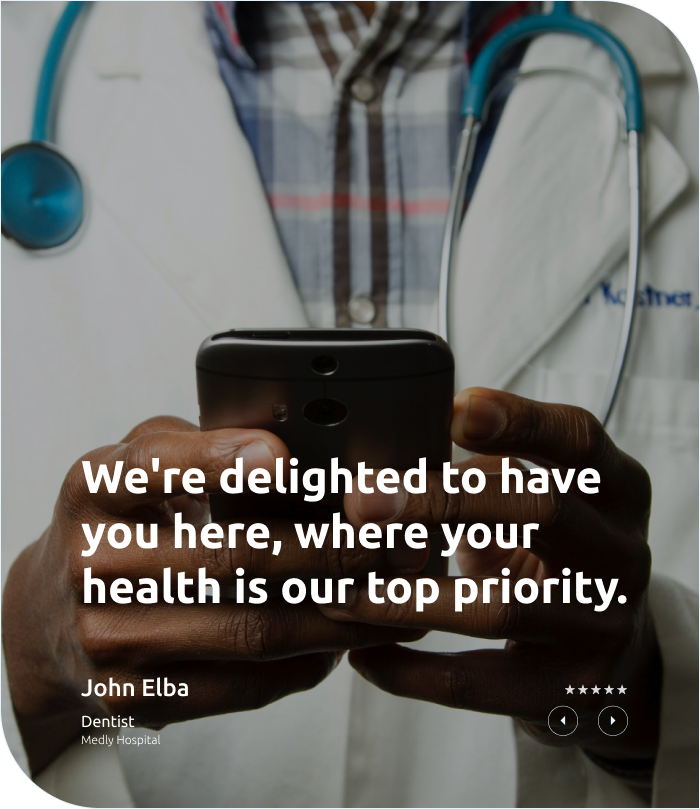 We're delighted to have
you here, where your
health is our top priority.
John Elba
★★★★★
Dentist
Medly Hospital